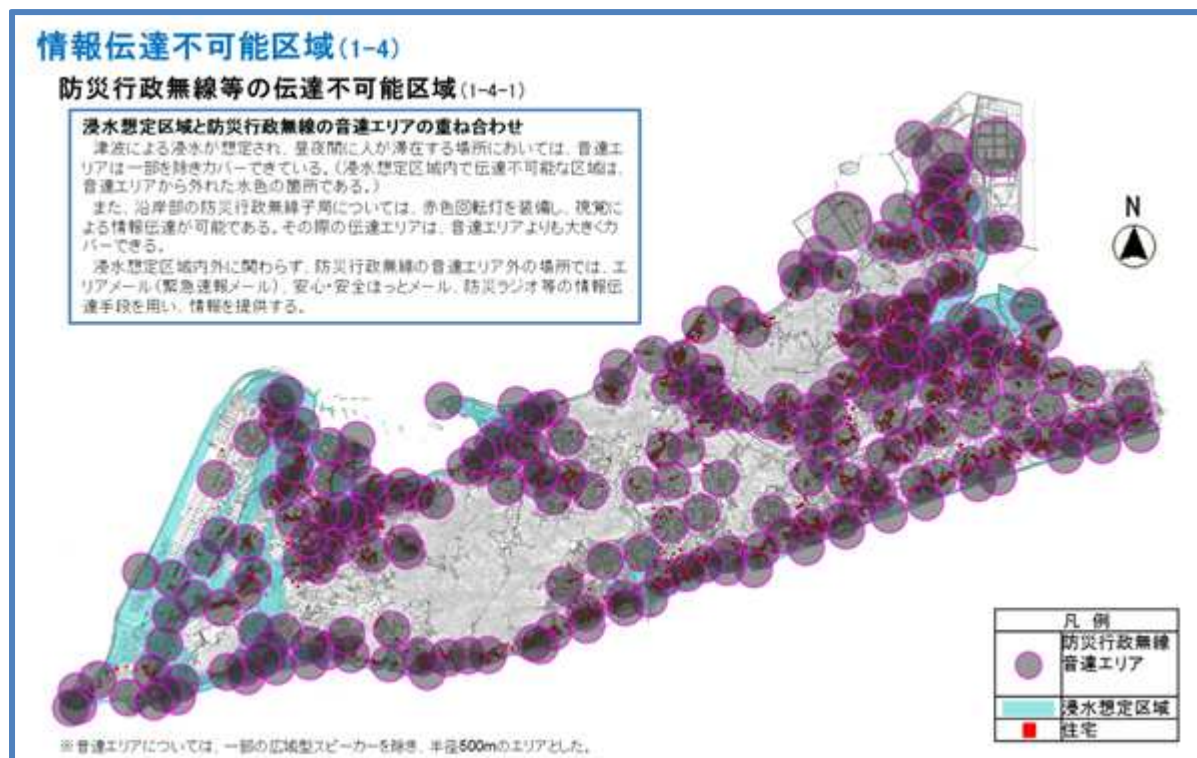 情報伝達不可能区域(1-4)
防災行政無線等の伝達不可能区域(1-4-1)
浸水想定区域と防災行政無線の音達エリアの重ね合わせ
津波による浸水が想定され、昼夜間に人が滞在する場所においては、音達エ
リアは一部を除きカバーできている。(浸水想定区域内で伝達不可能な区域は、
音達エリアから外れた水色の箇所である。)
また、沿岸部の防災行政無線子局については、赤色回転灯を装備し、視覚に
よる情報伝達が可能である。その際の伝達エリアは、音達エリアよりも大きくカ
バーできる。
浸水想定区域内外に関わらず、防災行政無線の音達エリア外の場所では、エ
リアメール(緊急速報メール)、安心・安全ほっとメール、防災ラジオ等の情報伝
達手段を用い、情報を提供する。
N
凡 例
防災行政無線
音達エリア
浸水想定区域
住宅
※音達エリアについては、一部の広域型スピーカーを除き、半径500mのエリアとした。